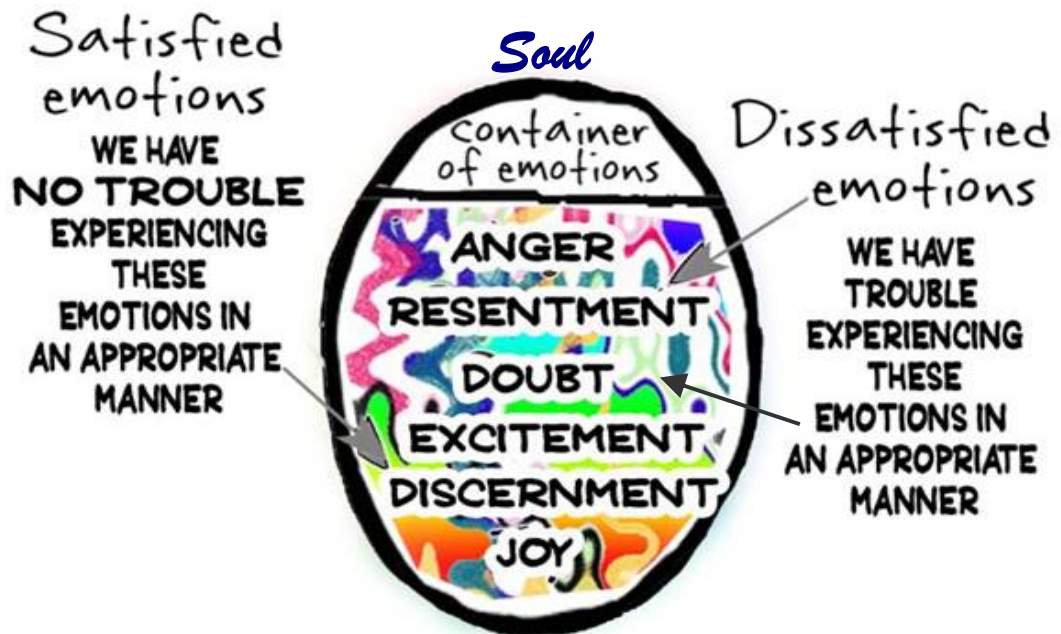 Satisfied
emotions
WE HAVE
NO TROUBLE
EXPERIENCING
THESE
EMOTIONS IN
AN APPROPRIATE
MANNER
Soul
container
of emotions
ANGER
RESENTMENT
DOUBT
EXCITEMENT
DISCERNMENT
JOY
Dissatisfied
emotions
WE HAVE
TROUBLE
EXPERIENCING
THESE
EMOTIONS IN
AN APPROPRIATE
MANNER